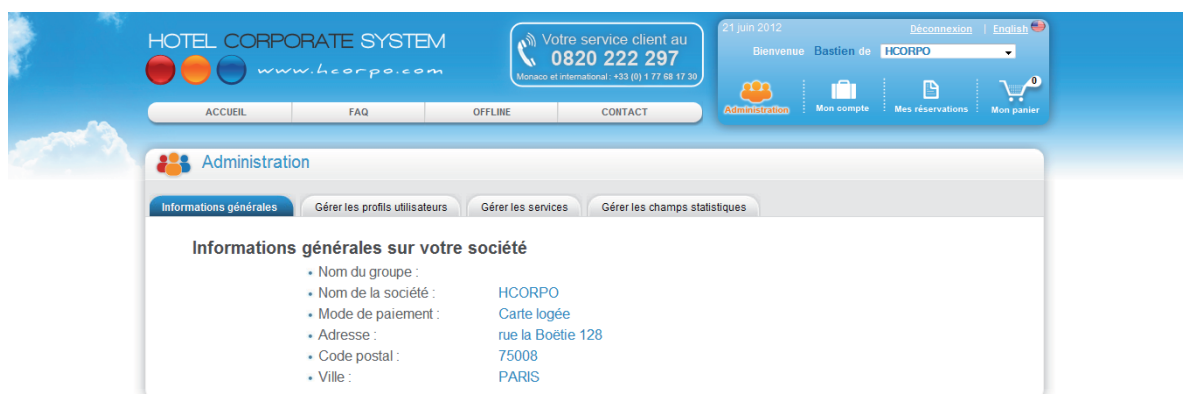 HOTEL CORPORATE SYSTEM
www.hcorpo.com
Votre service client au
0820 222 297
Monaco et international : +33 (0) 1 77 68 17 30
21 juin 2012
Déconnexion | English
Bienvenue Bastien de HCORPO
Administration
Mon compte
Mes réservations
0
Mon panier
ACCUEIL FAQ OFFLINE CONTACT
Administration
Informations générales Gérer les profils utilisateurs Gérer les services Gérer les champs statistiques
Informations générales sur votre société
• Nom du groupe :
• Nom de la société : HCORPO
• Mode de paiement : Carte logée
• Adresse : rue la Boëtie 128
• Code postal : 75008
• Ville : PARIS